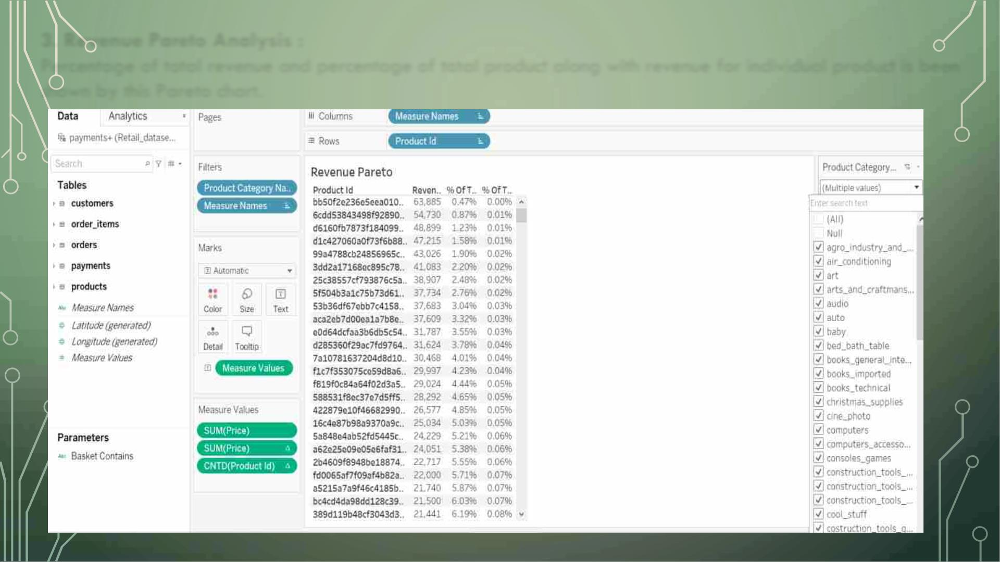 3. Revenue Pareto Analysis :
Percentage of total revenue and percentage of total product along with revenue for individual product is been
shown by this Pareto chart.
Data Analytics
payments+ (Retail_datase...
Search
Tables
customers
order_items
orders
payments
products
Measure Names
Latitude (generated)
Longitude (generated)
Measure Values
Parameters
Basket Contains
Pages
Filters
Product Category Na..
Measure Names
Marks
Automatic
Color Size Text
Detail Tooltip
Measure Values
Measure Values
SUM(Price)
SUM(Price)
CNTD(Product Id)
Columns Measure Names
Rows Product Id
Revenue Pareto
Product Id Reven.. % Of T.. % Of T..
bb50f2e236e5eea010.. 63,885 0.47% 0.00%
6cdd53843498f92890.. 54,730 0.87% 0.01%
d6160fb7873f184099.. 48,899 1.23% 0.01%
d1c427060a0f73f6b88.. 47,215 1.58% 0.01%
99a4788cb24856965c.. 43,026 1.90% 0.02%
3dd2a17168ec895c78.. 41,083 2.20% 0.02%
25c38557cf793876c5a.. 38,907 2.48% 0.02%
5f504b3a1c75b73d61.. 37,734 2.76% 0.02%
53b36df67ebb7c4158.. 37,683 3.04% 0.03%
aca2eb7d00ea1a7b8e.. 37,609 3.32% 0.03%
e0d64dcfaa3b6db5c54.. 31,787 3.55% 0.03%
d285360f29ac7fd9764.. 31,624 3.78% 0.04%
7a10781637204d8d10.. 30,468 4.01% 0.04%
f1c7f353075ce59d8a6.. 29,997 4.23% 0.04%
f819f0c84a64f02d3a5.. 29,024 4.44% 0.05%
588531f8ec37e7d5ff5.. 28,292 4.65% 0.05%
422879e10f46682990.. 26,577 4.85% 0.05%
16c4e87b98a9370a9c.. 25,034 5.03% 0.05%
5a848e4ab52fd5445c.. 24,229 5.21% 0.06%
a62e25e09e05e6faf31.. 24,051 5.38% 0.06%
2b4609f8948be18874.. 22,717 5.55% 0.06%
fd0065af7f09af4b82a.. 22,000 5.71% 0.07%
a5215a7a9f46c4185b.. 21,740 5.87% 0.07%
bc4cd4da98dd128c39.. 21,500 6.03% 0.07%
389d119b48cf3043d3.. 21,441 6.19% 0.08%
Product Category...
(Multiple values)
Enter search text
(All)
Null
agro_industry_and_...
air_conditioning
art
arts_and_craftmans...
audio
auto
baby
bed_bath_table
books_general_inte...
books_imported
books_technical
christmas_supplies
cine_photo
computers
computers_accesso...
consoles_games
construction_tools_...
construction_tools_...
construction_tools_...
cool_stuff
costruction_tools_g...